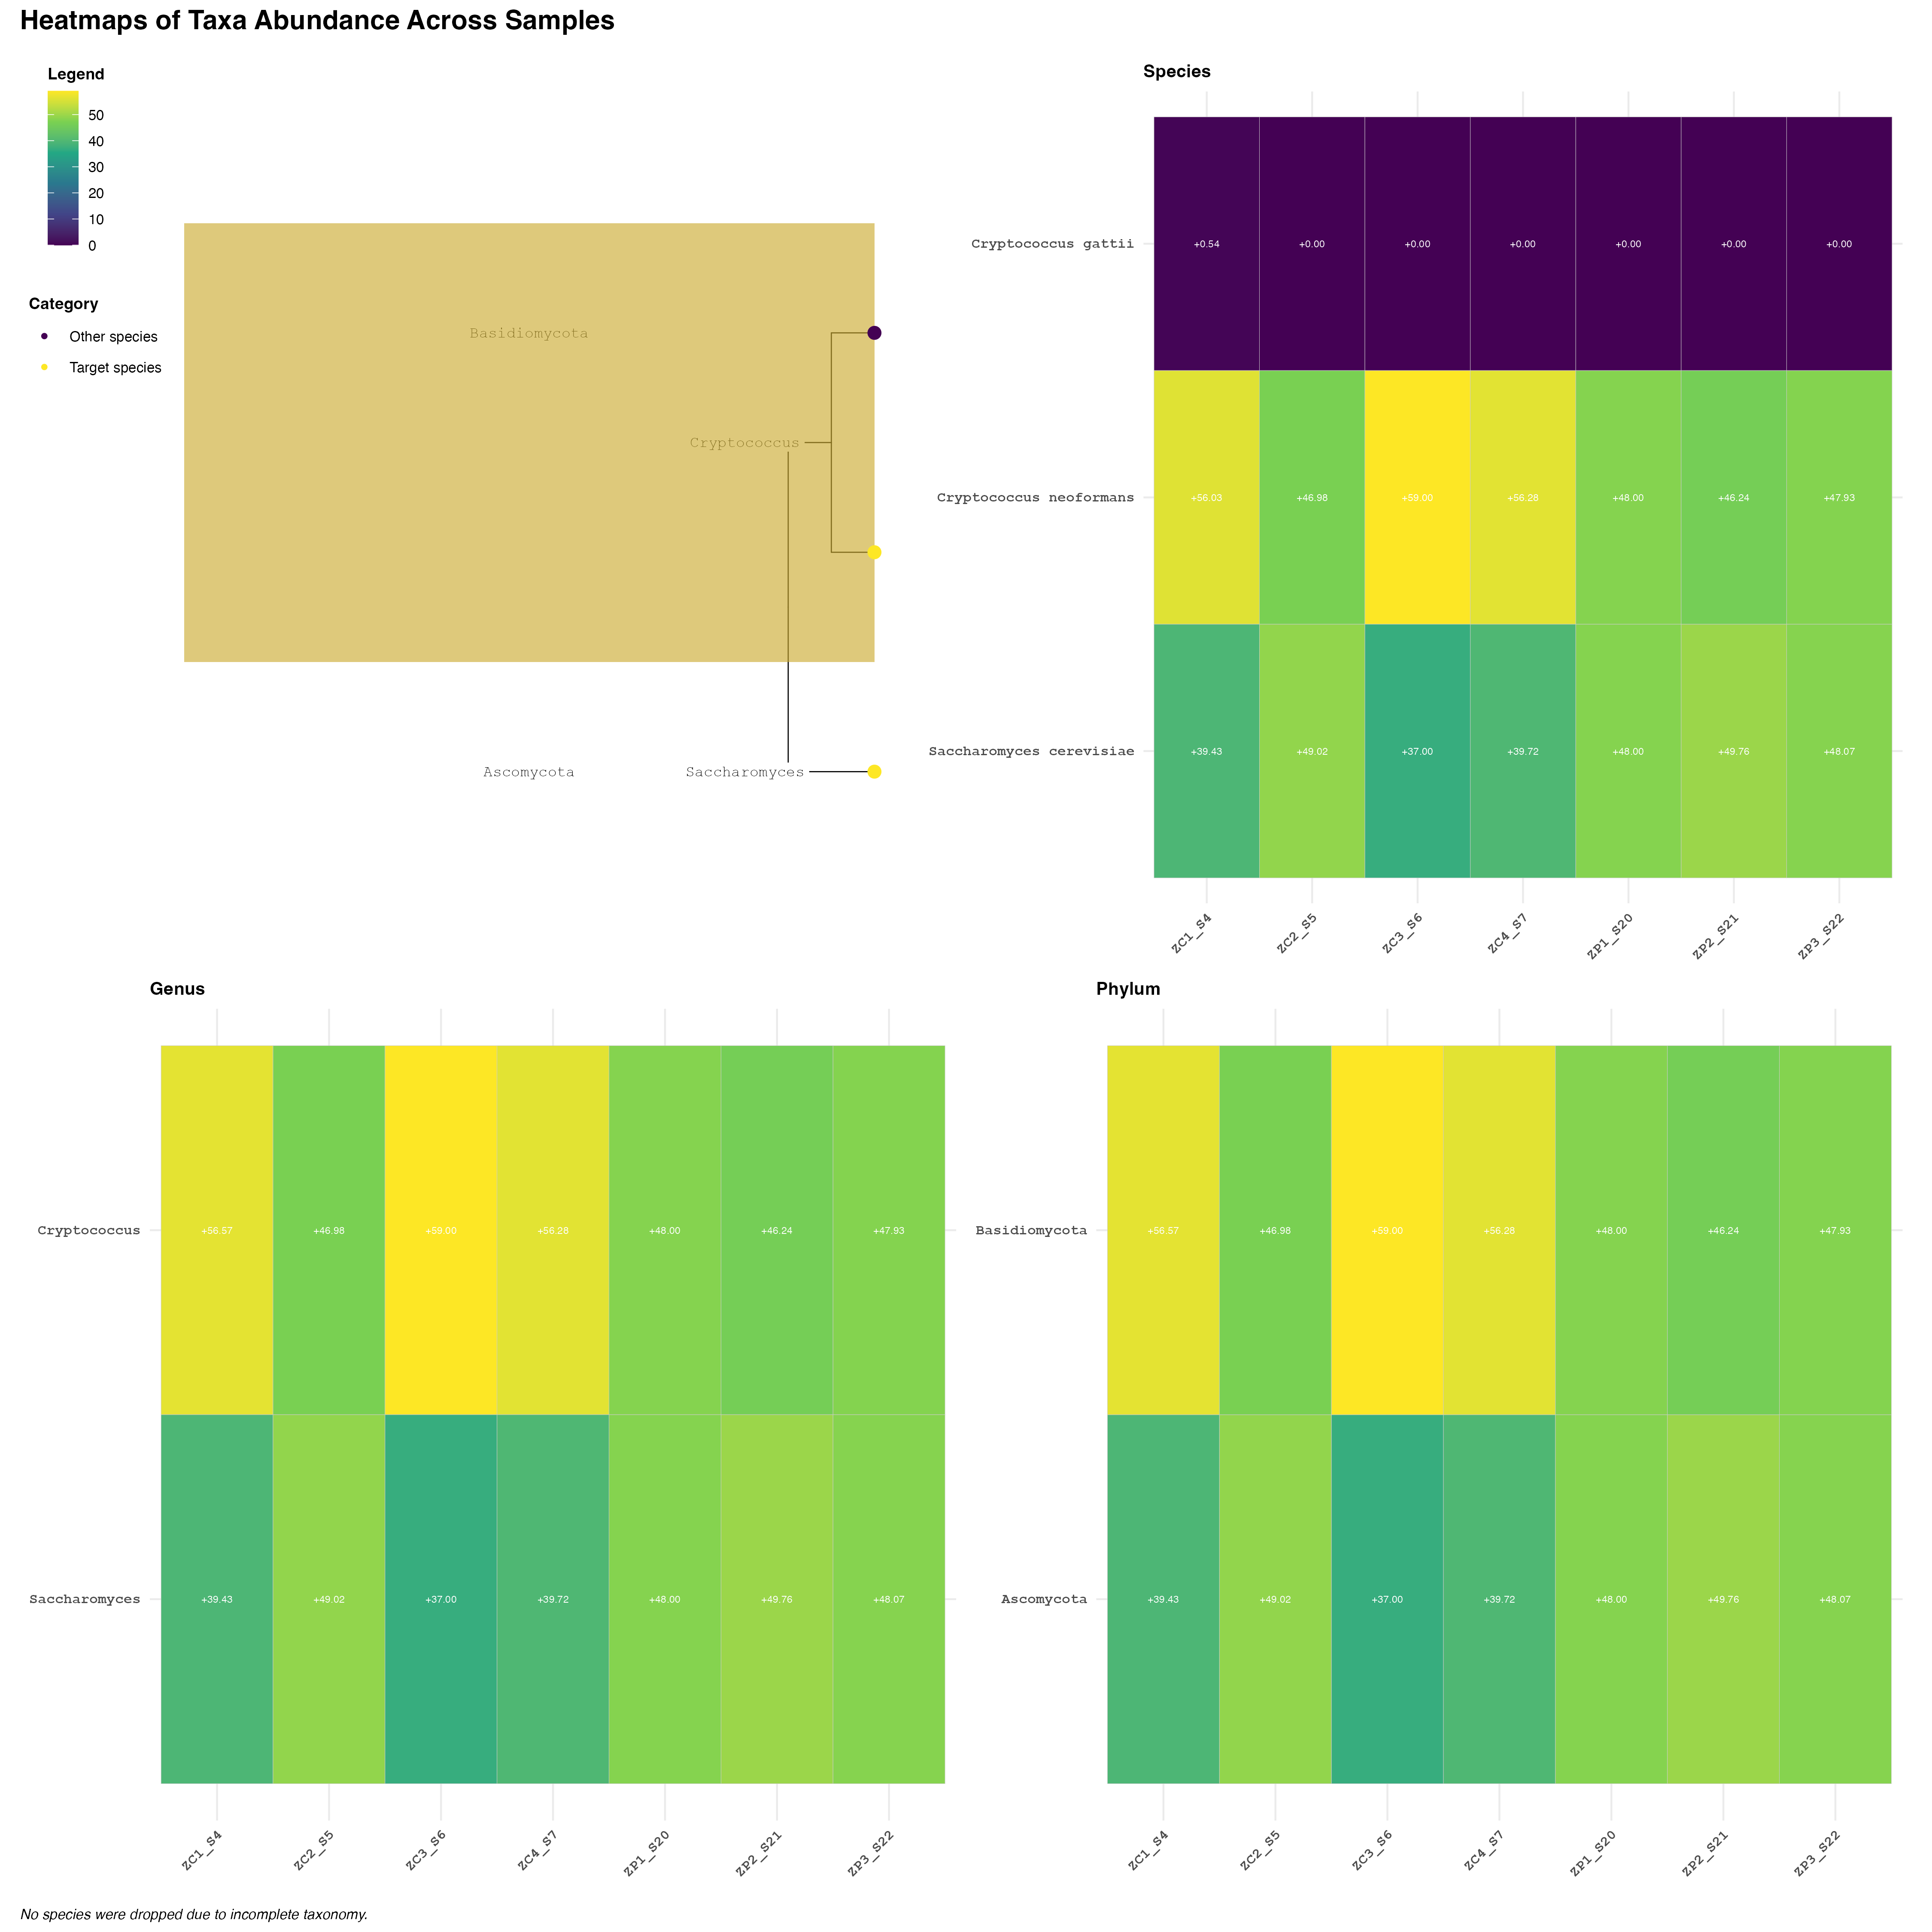 Heatmaps of Taxa Abundance Across Samples
Legend
50
40
30
20
10
0
Category
Other species
Target species
Basidiomycota
Cryptococcus
Ascomycota Saccharomyces
Species
Cryptococcus gattii +0.54 +0.00 +0.00 +0.00 +0.00 +0.00 +0.00
Cryptococcus neoformans +56.03 +46.98 +59.00 +56.28 +48.00 +46.24 +47.93
Saccharomyces cerevisiae +39.43 +49.02 +37.00 +39.72 +48.00 +49.76 +48.07
ZC1_S4 ZC2_S5 ZC3_S6 ZC4_S7 ZP1_S20 ZP2_S21 ZP3_S22
Genus
Cryptococcus +56.57 +46.98 +59.00 +56.28 +48.00 +46.24 +47.93
Saccharomyces +39.43 +49.02 +37.00 +39.72 +48.00 +49.76 +48.07
ZC1_S4 ZC2_S5 ZC3_S6 ZC4_S7 ZP1_S20 ZP2_S21 ZP3_S22
Phylum
Basidiomycota +56.57 +46.98 +59.00 +56.28 +48.00 +46.24 +47.93
Ascomycota +39.43 +49.02 +37.00 +39.72 +48.00 +49.76 +48.07
ZC1_S4 ZC2_S5 ZC3_S6 ZC4_S7 ZP1_S20 ZP2_S21 ZP3_S22
No species were dropped due to incomplete taxonomy.